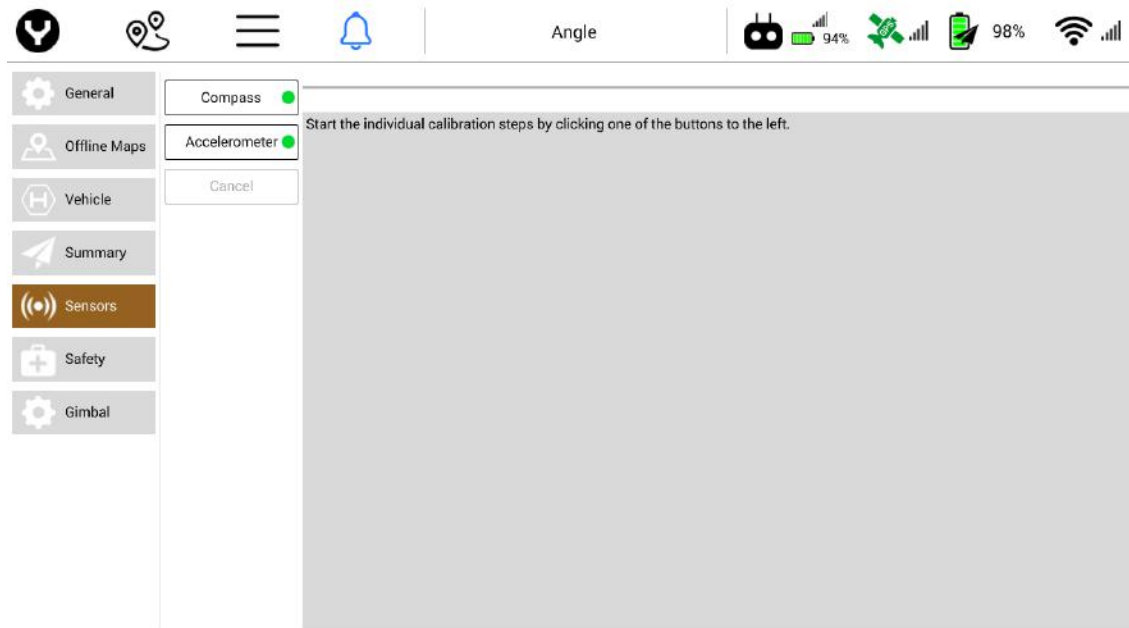 Angle
94%
GPS
98%
General
Offline Maps
Vehicle
Summary
Sensors
Safety
Gimbal
Compass
Accelerometer
Cancel
Start the individual calibration steps by clicking one of the buttons to the left.